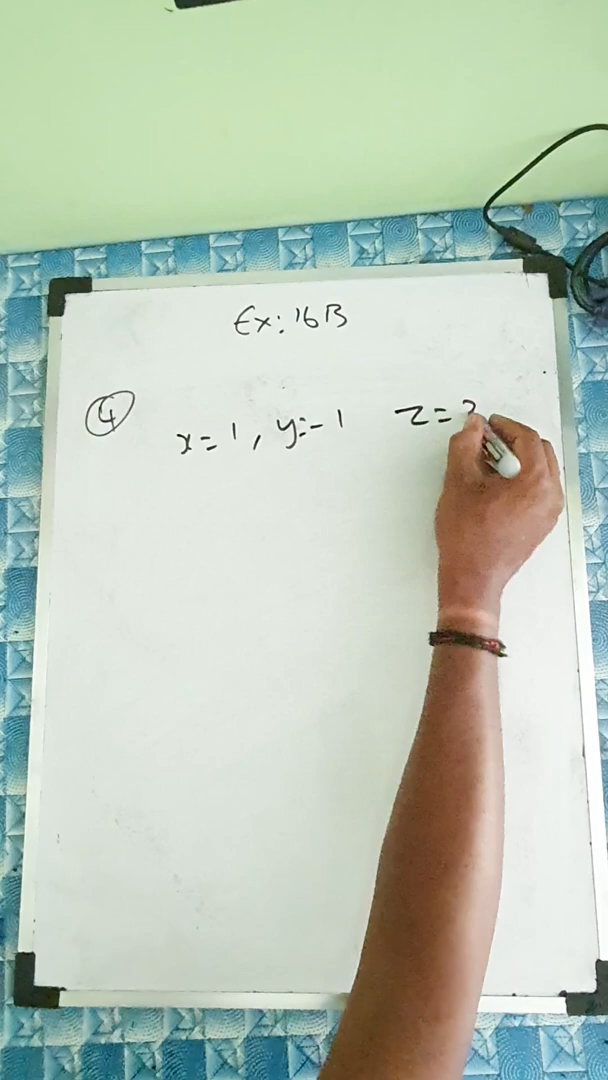 Ex: 16B
④ x = 1, y = -1 z =